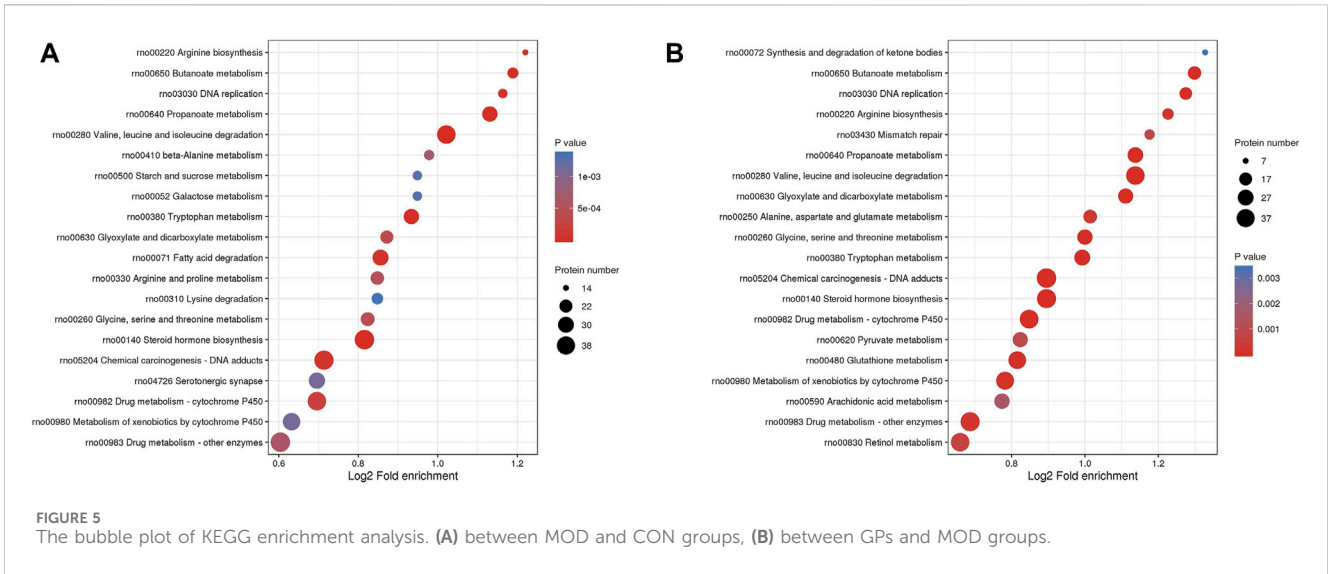 A
rno00220 Arginine biosynthesis
rno00650 Butanoate metabolism
rno03030 DNA replication
rno00640 Propanoate metabolism
rno00280 Valine, leucine and isoleucine degradation
rno00410 beta-Alanine metabolism
rno00500 Starch and sucrose metabolism
rno00052 Galactose metabolism
rno00380 Tryptophan metabolism
rno00630 Glyoxylate and dicarboxylate metabolism
rno00071 Fatty acid degradation
rno00330 Arginine and proline metabolism
rno00310 Lysine degradation
rno00260 Glycine, serine and threonine metabolism
rno00140 Steroid hormone biosynthesis
rno05204 Chemical carcinogenesis - DNA adducts
rno04726 Serotonergic synapse
rno00982 Drug metabolism - cytochrome P450
rno00980 Metabolism of xenobiotics by cytochrome P450
rno00983 Drug metabolism - other enzymes
0.6 0.8 1.0 1.2
Log2 Fold enrichment
P value
1e-03
5e-04
Protein number
14
22
30
38
B
rno00072 Synthesis and degradation of ketone bodies
rno00650 Butanoate metabolism
rno03030 DNA replication
rno00220 Arginine biosynthesis
rno03430 Mismatch repair
rno00640 Propanoate metabolism
rno00280 Valine, leucine and isoleucine degradation
rno00630 Glyoxylate and dicarboxylate metabolism
rno00250 Alanine, aspartate and glutamate metabolism
rno00260 Glycine, serine and threonine metabolism
rno00380 Tryptophan metabolism
rno05204 Chemical carcinogenesis - DNA adducts
rno00140 Steroid hormone biosynthesis
rno00982 Drug metabolism - cytochrome P450
rno00620 Pyruvate metabolism
rno00480 Glutathione metabolism
rno00980 Metabolism of xenobiotics by cytochrome P450
rno00590 Arachidonic acid metabolism
rno00983 Drug metabolism - other enzymes
rno00830 Retinol metabolism
0.8 1.0 1.2
Log2 Fold enrichment
Protein number
7
17
27
37
P value
0.003
0.002
0.001
FIGURE 5
The bubble plot of KEGG enrichment analysis. (A) between MOD and CON groups, (B) between GPs and MOD groups.